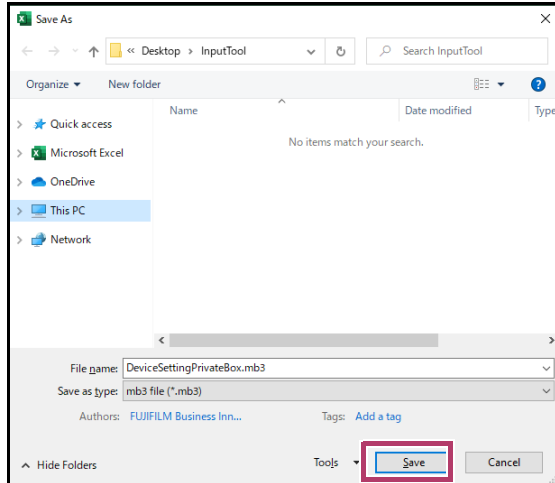 Save As
« Desktop › InputTool
Search InputTool
Organize New folder
Name Date modified Type
Quick access
No items match your search.
Microsoft Excel
OneDrive
This PC
Network
File name: DeviceSettingPrivateBox.mb3
Save as type: mb3 file (*.mb3)
Authors: FUJIFILM Business Inn... Tags: Add a tag
Hide Folders Tools Save Cancel